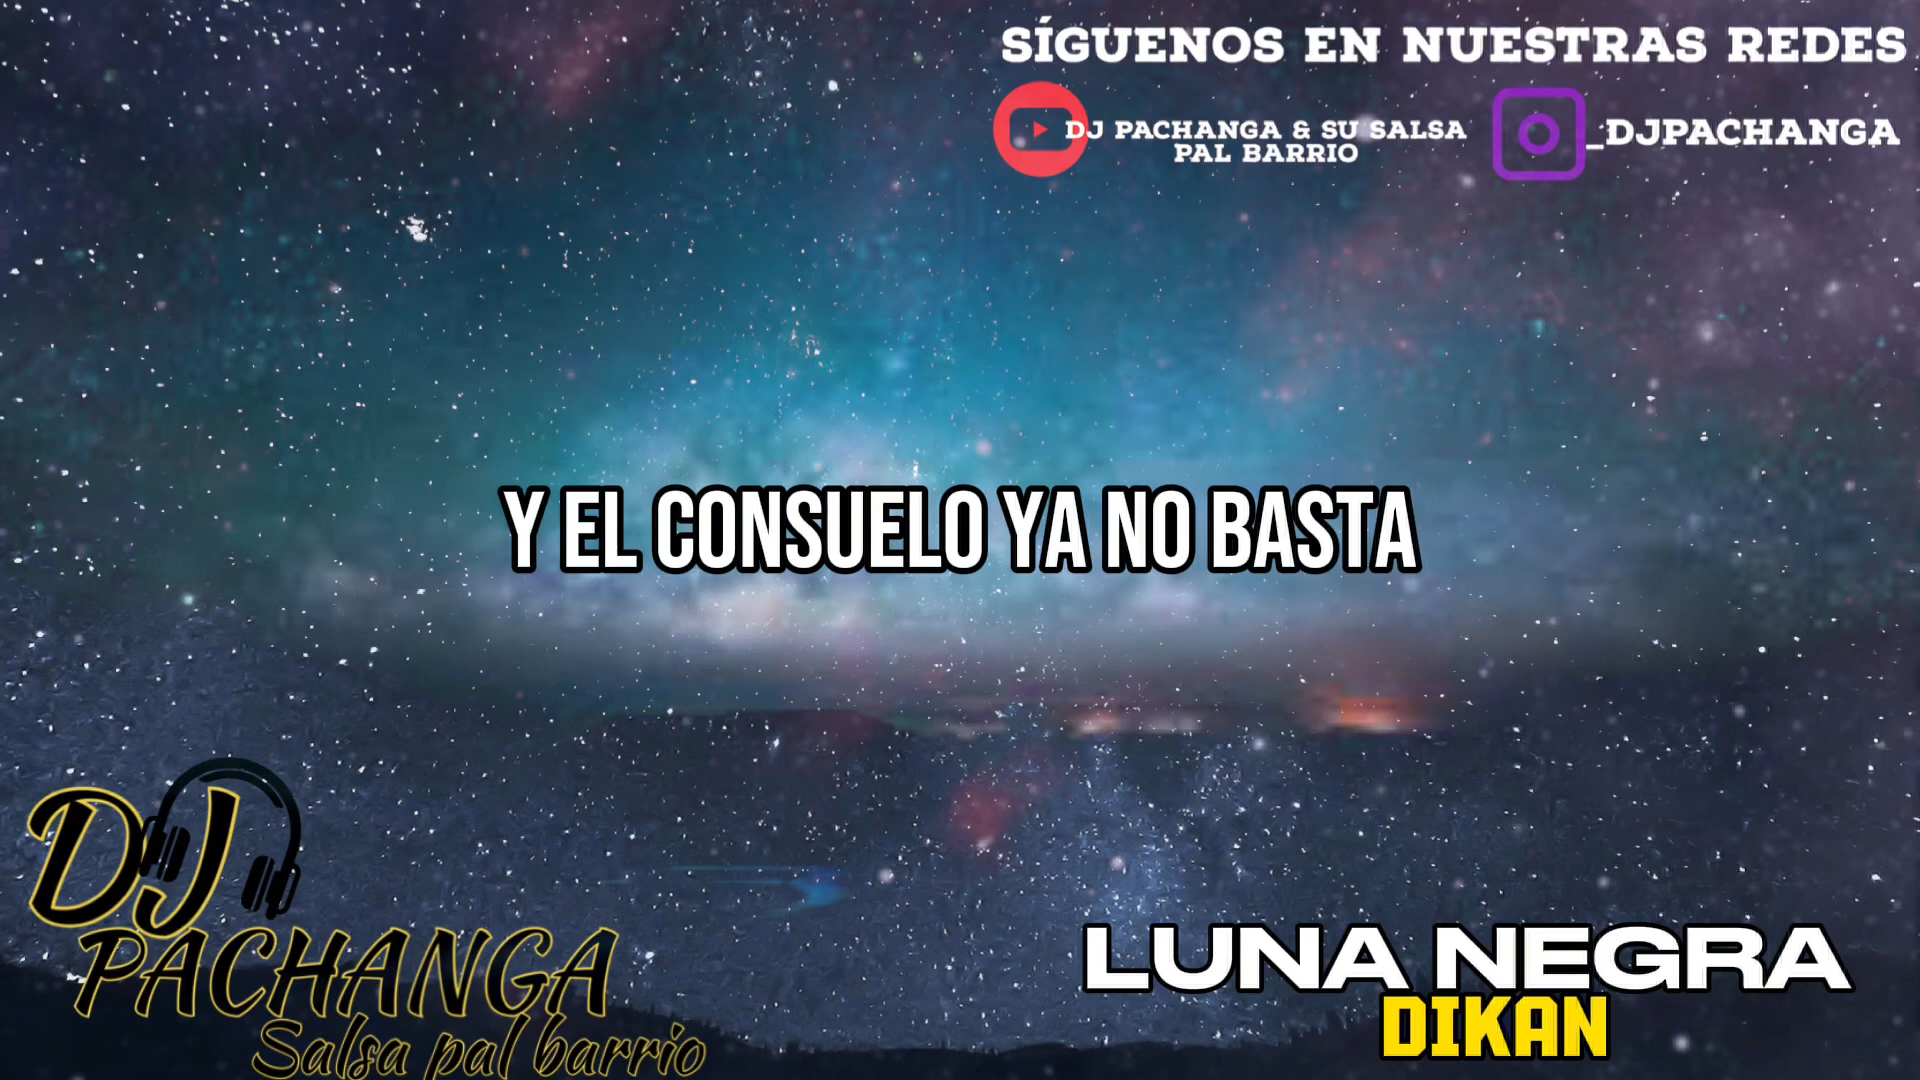 SÍGUENOS EN NUESTRAS REDES
DJ PACHANGA & SU SALSA
PAL BARRIO
_DJPACHANGA
Y EL CONSUELO YA NO BASTA
DJ
PACHANGA
Salsa pal barrio
LUNA NEGRA
DIKAN